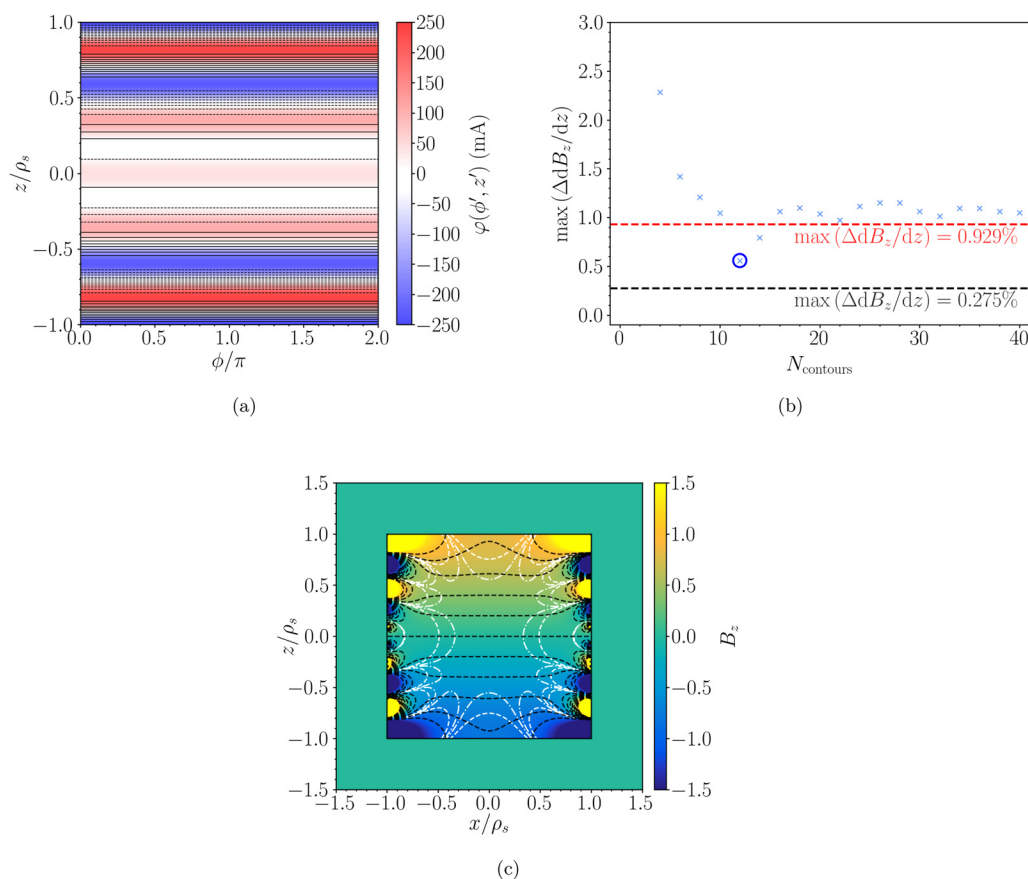 1.0
0.5
0.0
−0.5
−1.0
z/ρₛ
0.0 0.5 1.0 1.5 2.0
ϕ/π
250
200
150
100
50
0
−50
−100
−150
−200
−250
φ(ϕ′, z′) (mA)
(a)
3.0
2.5
2.0
1.5
1.0
0.5
0.0
max (ΔdB_z/dz)
max (ΔdB_z/dz) = 0.929%
max (ΔdB_z/dz) = 0.275%
0 10 20 30 40
N_contours
(b)
1.5
1.0
0.5
0.0
−0.5
−1.0
−1.5
z/ρₛ
−1.5 −1.0 −0.5 0.0 0.5 1.0 1.5
x/ρₛ
1.5
1.0
0.5
0.0
−0.5
−1.0
−1.5
B_z
(c)